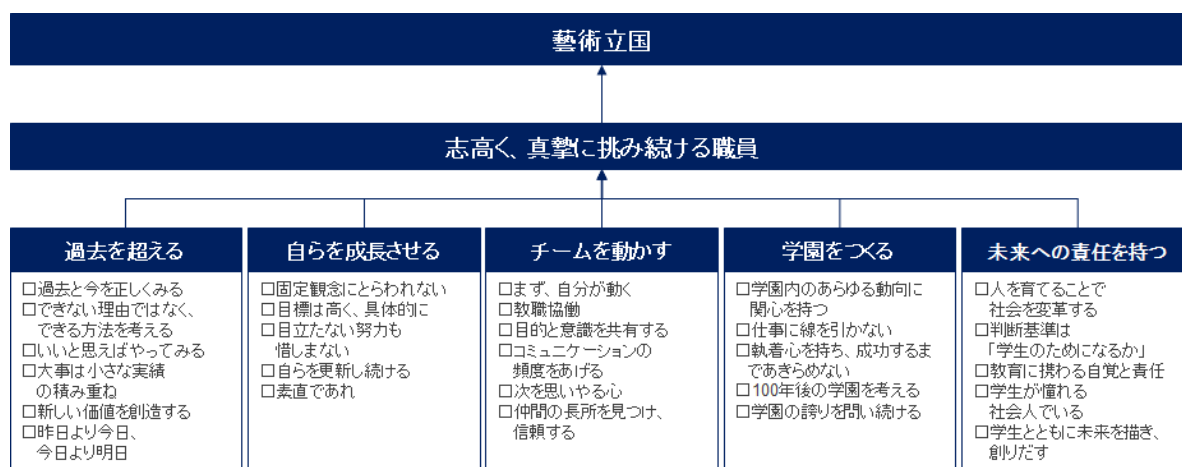 藝術立国
志高く、真摯に挑み続ける職員
過去を超える
□過去と今を正しくみる
□できない理由ではなく、
できる方法を考える
□いいと思えばやってみる
□大事は小さな実績
の積み重ね
□新しい価値を創造する
□昨日より今日、
今日より明日
自らを成長させる
□固定観念にとらわれない
□目標は高く、具体的に
□目立たない努力も
惜しまない
□自らを更新し続ける
□素直であれ
チームを動かす
□まず、自分が動く
□教職協働
□目的と意識を共有する
□コミュニケーションの
頻度をあげる
□次を思いやる心
□仲間の長所を見つけ、
信頼する
学園をつくる
□学園内のあらゆる動向に
関心を持つ
□仕事に線を引かない
□執着心を持ち、成功するま
であきらめない
□100年後の学園を考える
□学園の誇りを問い続ける
未来への責任を持つ
□人を育てることで
社会を変革する
□判断基準は
「学生のためになるか」
□教育に携わる自覚と責任
□学生が憧れる
社会人でいる
□学生とともに未来を描き、
創りだす